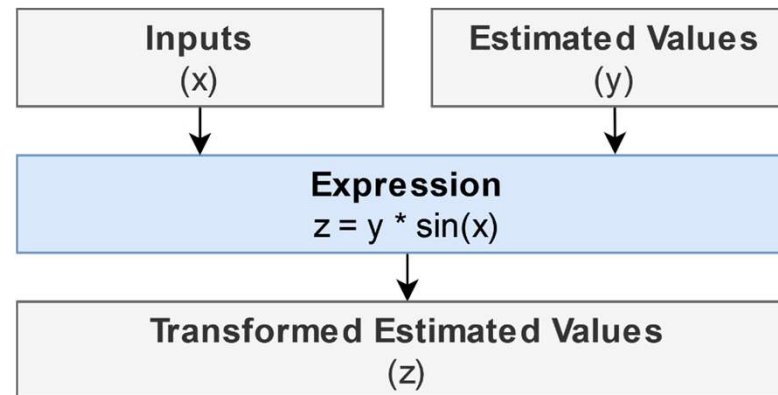 Inputs
(x)
Estimated Values
(y)
Expression
z = y * sin(x)
Transformed Estimated Values
(z)